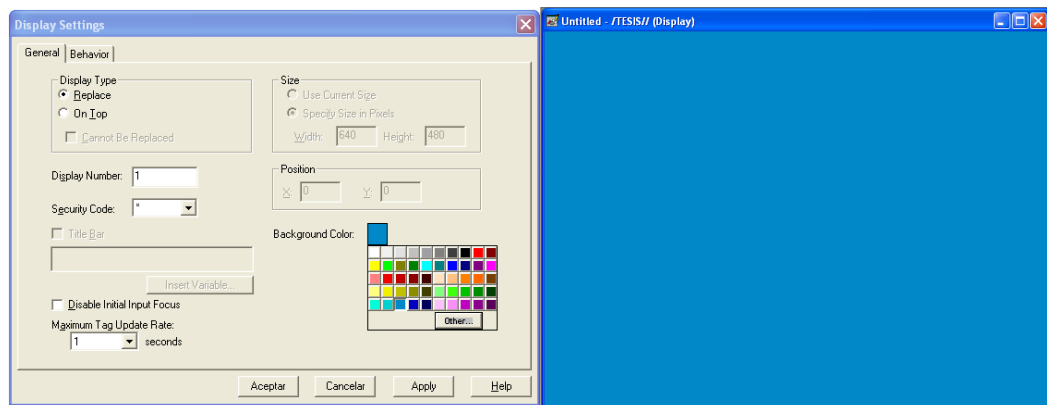 Display Settings
General
Behavior
Display Type
Replace
On Top
Cannot Be Replaced
Size
Use Current Size
Specify Size in Pixels
Width: 640 Height: 480
Display Number: 1
Position
X: 0 Y: 0
Security Code: *
Title Bar
Background Color:
Insert Variable...
Disable Initial Input Focus
Other...
Maximum Tag Update Rate:
1 seconds
Aceptar
Cancelar
Apply
Help
Untitled - /TESIS// (Display)